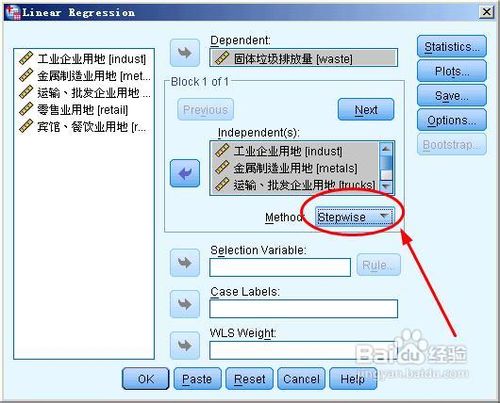 Linear Regression
工业企业用地 [indust]
金属制造业用地 [met...
运输、批发企业用地 ...
零售业用地 [retail]
宾馆、餐饮业用地 [r...
Dependent:
固体垃圾排放量 [waste]
Block 1 of 1
Previous
Next
Independent(s):
工业企业用地 [indust]
金属制造业用地 [metals]
运输、批发企业用地 [trucks]
Method:
Stepwise
Selection Variable:
Rule...
Case Labels:
WLS Weight:
Statistics...
Plots...
Save...
Options...
Bootstrap...
OK
Paste
Reset
Cancel
Help
Baidu 经验
jingyan.baidu.com